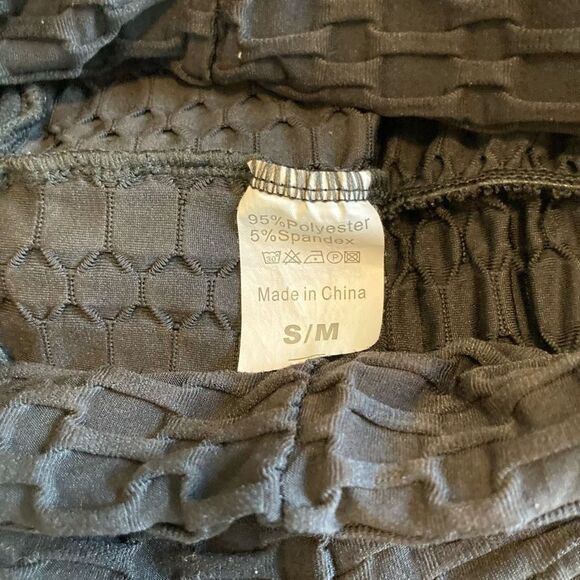 95%Polyester
5%Spandex
Made in China
S/M